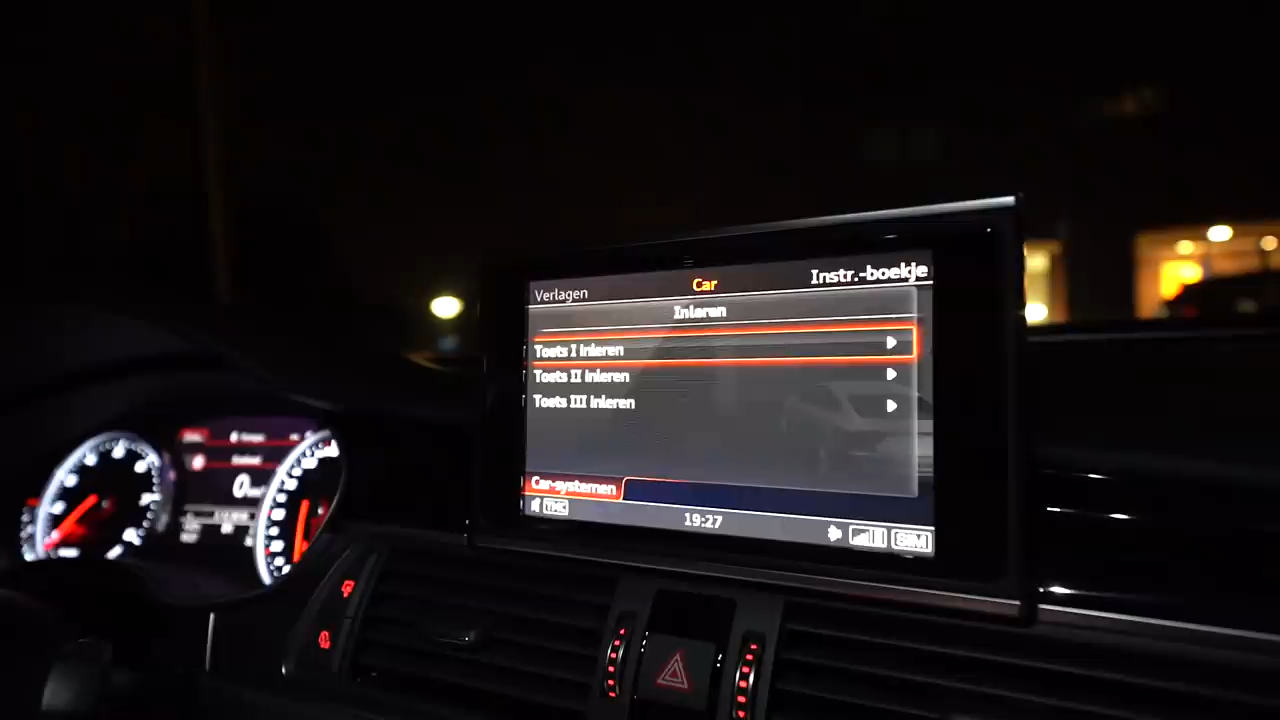 Verlagen Car Instr.-boekje
Inleren
Toets I inleren
Toets II inleren
Toets III inleren
Car-systemen
TMC 19:27 SIM
0